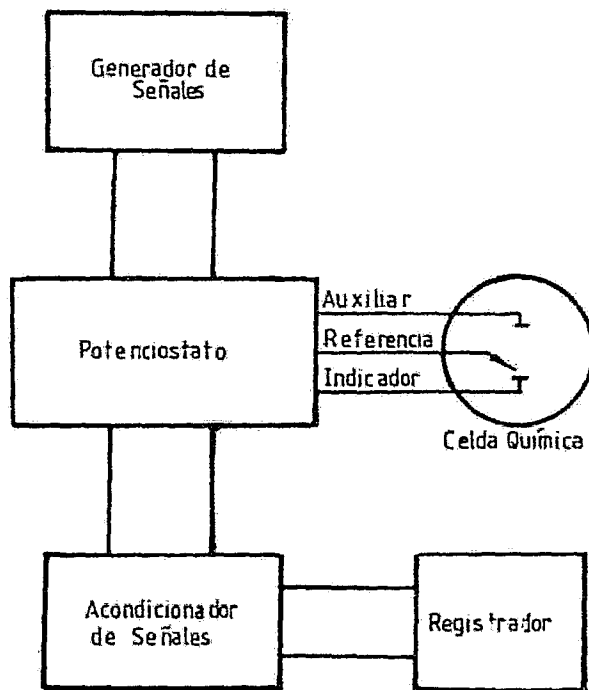 Generador de
Señales
Potenciostato
Auxiliar
Referencia
Indicador
Celda Química
Acondicionador
de Señales
Registrador